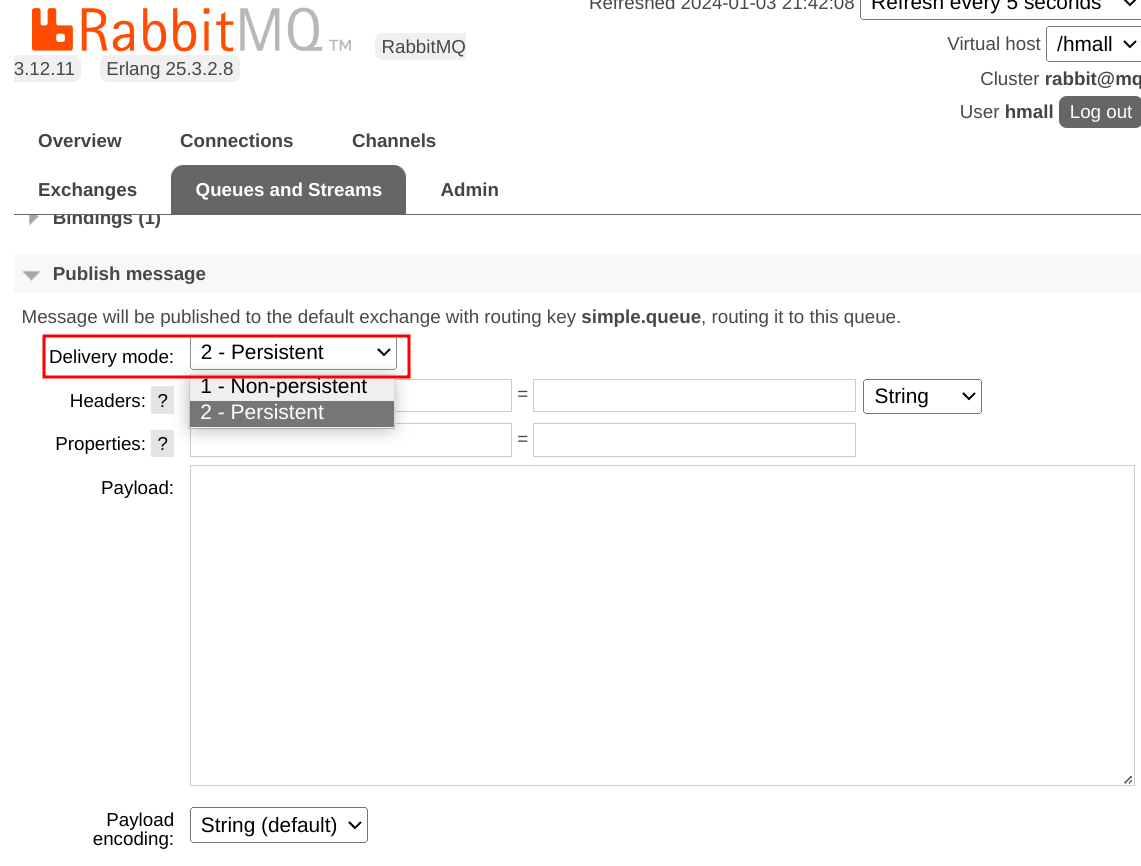 Refreshed 2024-01-03 21:42:08 Refresh every 5 seconds
RabbitMQ TM RabbitMQ
Virtual host /hmall
3.12.11 Erlang 25.3.2.8
Cluster rabbit@mq
User hmall Log out
Overview Connections Channels
Exchanges Queues and Streams Admin
Bindings (1)
Publish message
Message will be published to the default exchange with routing key simple.queue, routing it to this queue.
Delivery mode: 2 - Persistent
1 - Non-persistent
2 - Persistent
Headers: ? = String
Properties: ? =
Payload:
Payload
encoding: String (default)